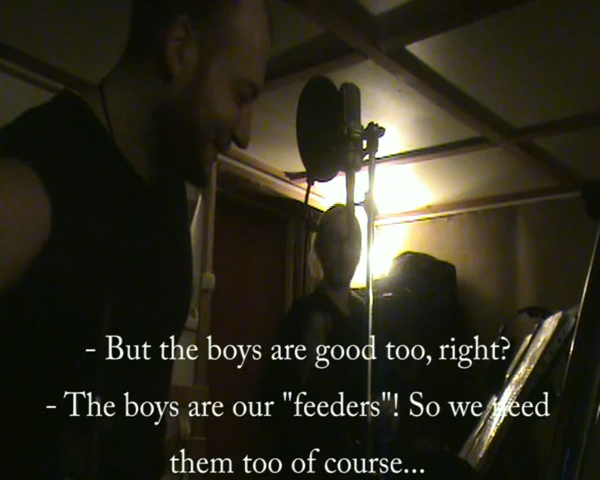 - But the boys are good too, right?
- The boys are our "feeders"! So we need
them too of course...